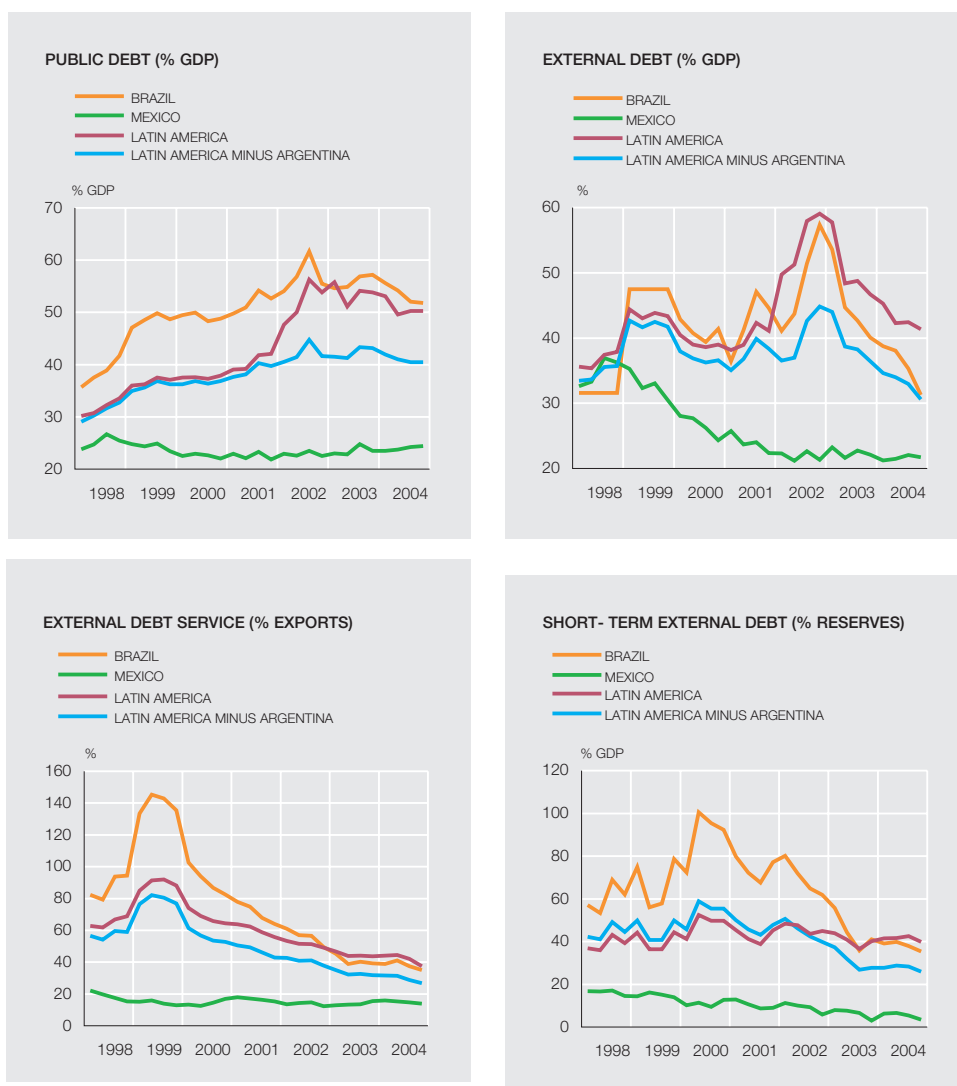 PUBLIC DEBT (% GDP)
BRAZIL
MEXICO
LATIN AMERICA
LATIN AMERICA MINUS ARGENTINA
% GDP
70
60
50
40
30
20
1998 1999 2000 2001 2002 2003 2004
EXTERNAL DEBT (% GDP)
BRAZIL
MEXICO
LATIN AMERICA
LATIN AMERICA MINUS ARGENTINA
%
60
50
40
30
20
1998 1999 2000 2001 2002 2003 2004
EXTERNAL DEBT SERVICE (% EXPORTS)
BRAZIL
MEXICO
LATIN AMERICA
LATIN AMERICA MINUS ARGENTINA
%
160
140
120
100
80
60
40
20
0
1998 1999 2000 2001 2002 2003 2004
SHORT- TERM EXTERNAL DEBT (% RESERVES)
BRAZIL
MEXICO
LATIN AMERICA
LATIN AMERICA MINUS ARGENTINA
% GDP
120
100
80
60
40
20
0
1998 1999 2000 2001 2002 2003 2004